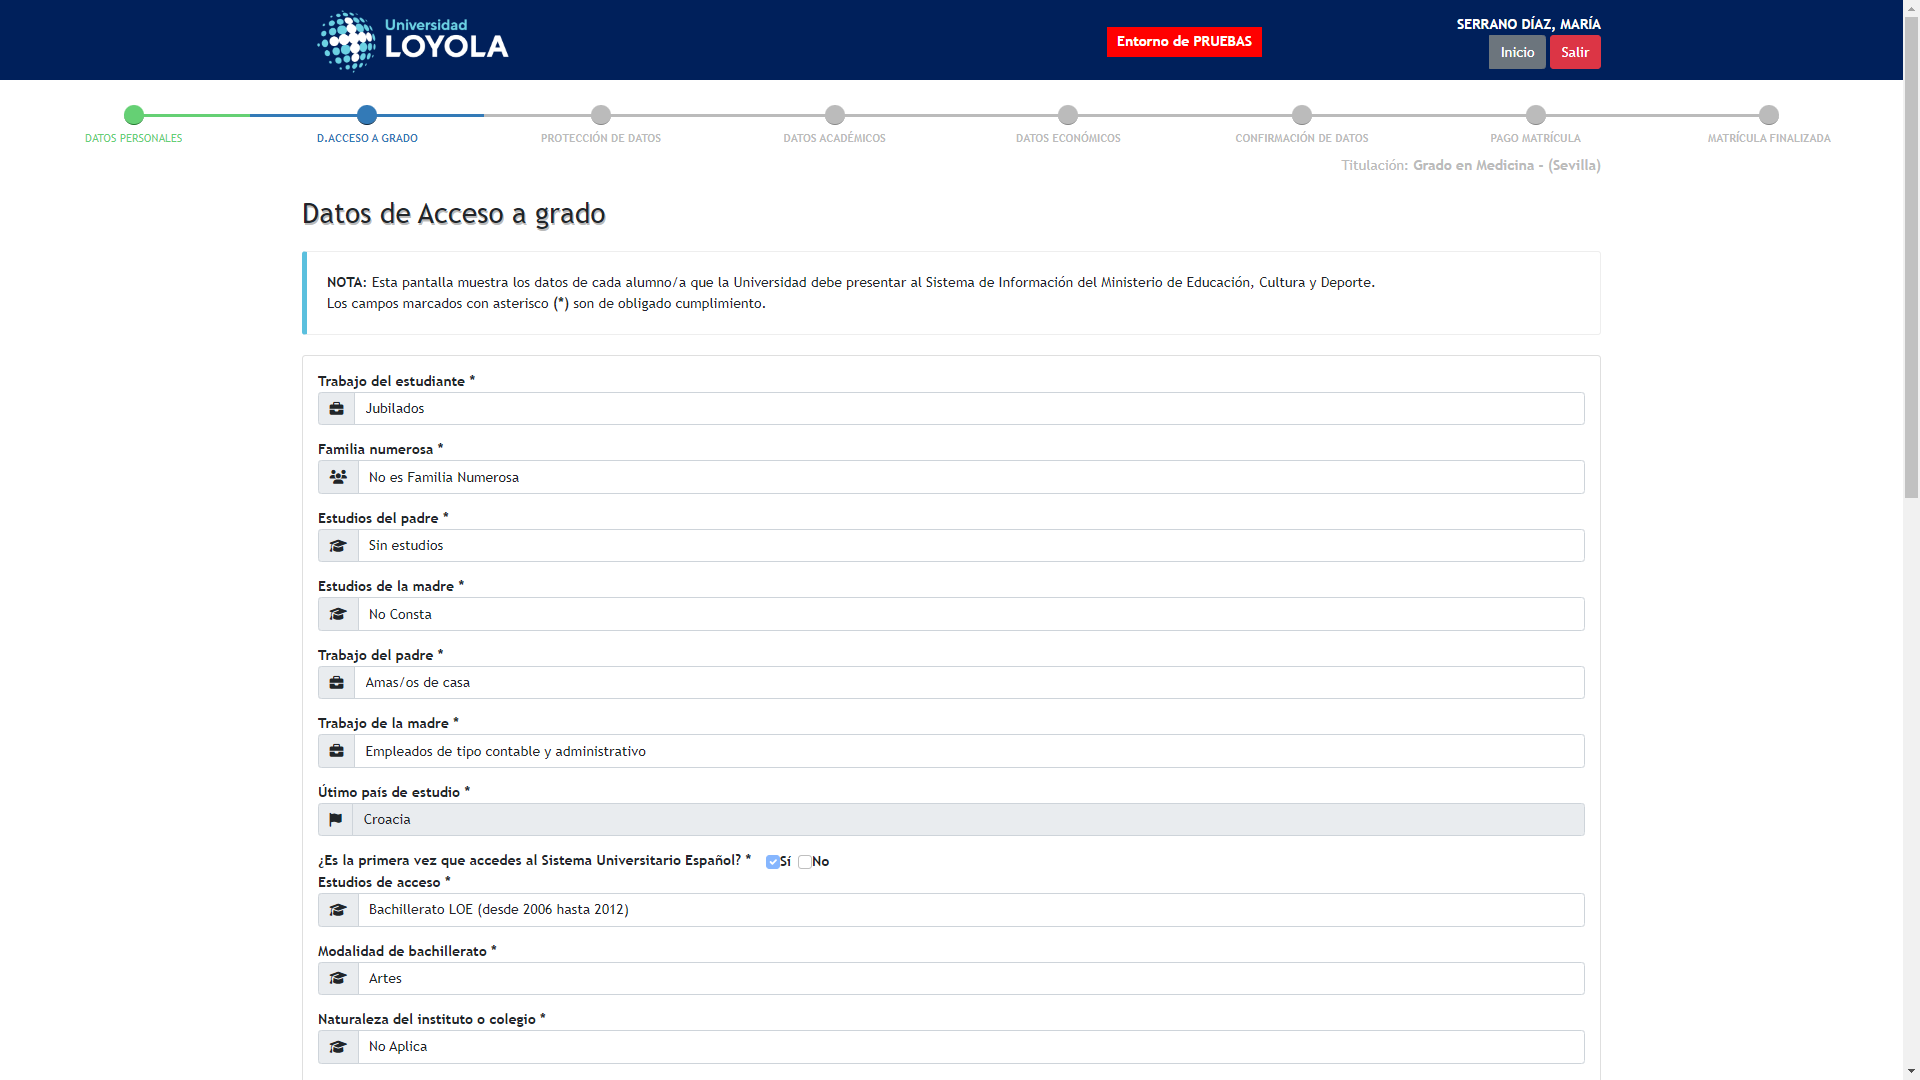 Universidad
LOYOLA
Entorno de PRUEBAS
SERRANO DÍAZ, MARÍA
Inicio
Salir
DATOS PERSONALES
D.ACCESO A GRADO
PROTECCIÓN DE DATOS
DATOS ACADÉMICOS
DATOS ECONÓMICOS
CONFIRMACIÓN DE DATOS
PAGO MATRÍCULA
MATRÍCULA FINALIZADA
Titulación: Grado en Medicina - (Sevilla)
Datos de Acceso a grado
NOTA: Esta pantalla muestra los datos de cada alumno/a que la Universidad debe presentar al Sistema de Información del Ministerio de Educación, Cultura y Deporte.
Los campos marcados con asterisco (*) son de obligado cumplimiento.
Trabajo del estudiante *
Jubilados
Familia numerosa *
No es Familia Numerosa
Estudios del padre *
Sin estudios
Estudios de la madre *
No Consta
Trabajo del padre *
Amas/os de casa
Trabajo de la madre *
Empleados de tipo contable y administrativo
Útimo país de estudio *
Croacia
¿Es la primera vez que accedes al Sistema Universitario Español? * Sí No
Estudios de acceso *
Bachillerato LOE (desde 2006 hasta 2012)
Modalidad de bachillerato *
Artes
Naturaleza del instituto o colegio *
No Aplica